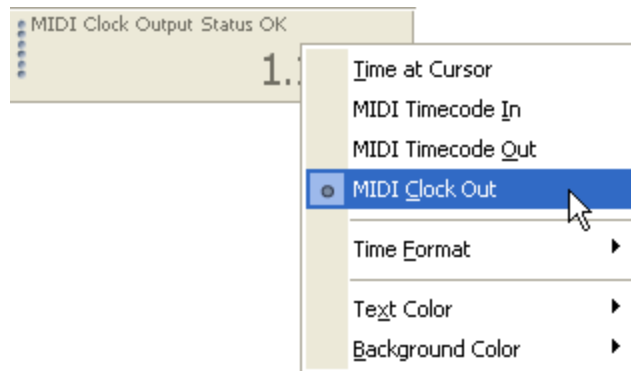 MIDI Clock Output Status OK
1.
Time at Cursor
MIDI Timecode In
MIDI Timecode Out
MIDI Clock Out
Time Format
Text Color
Background Color